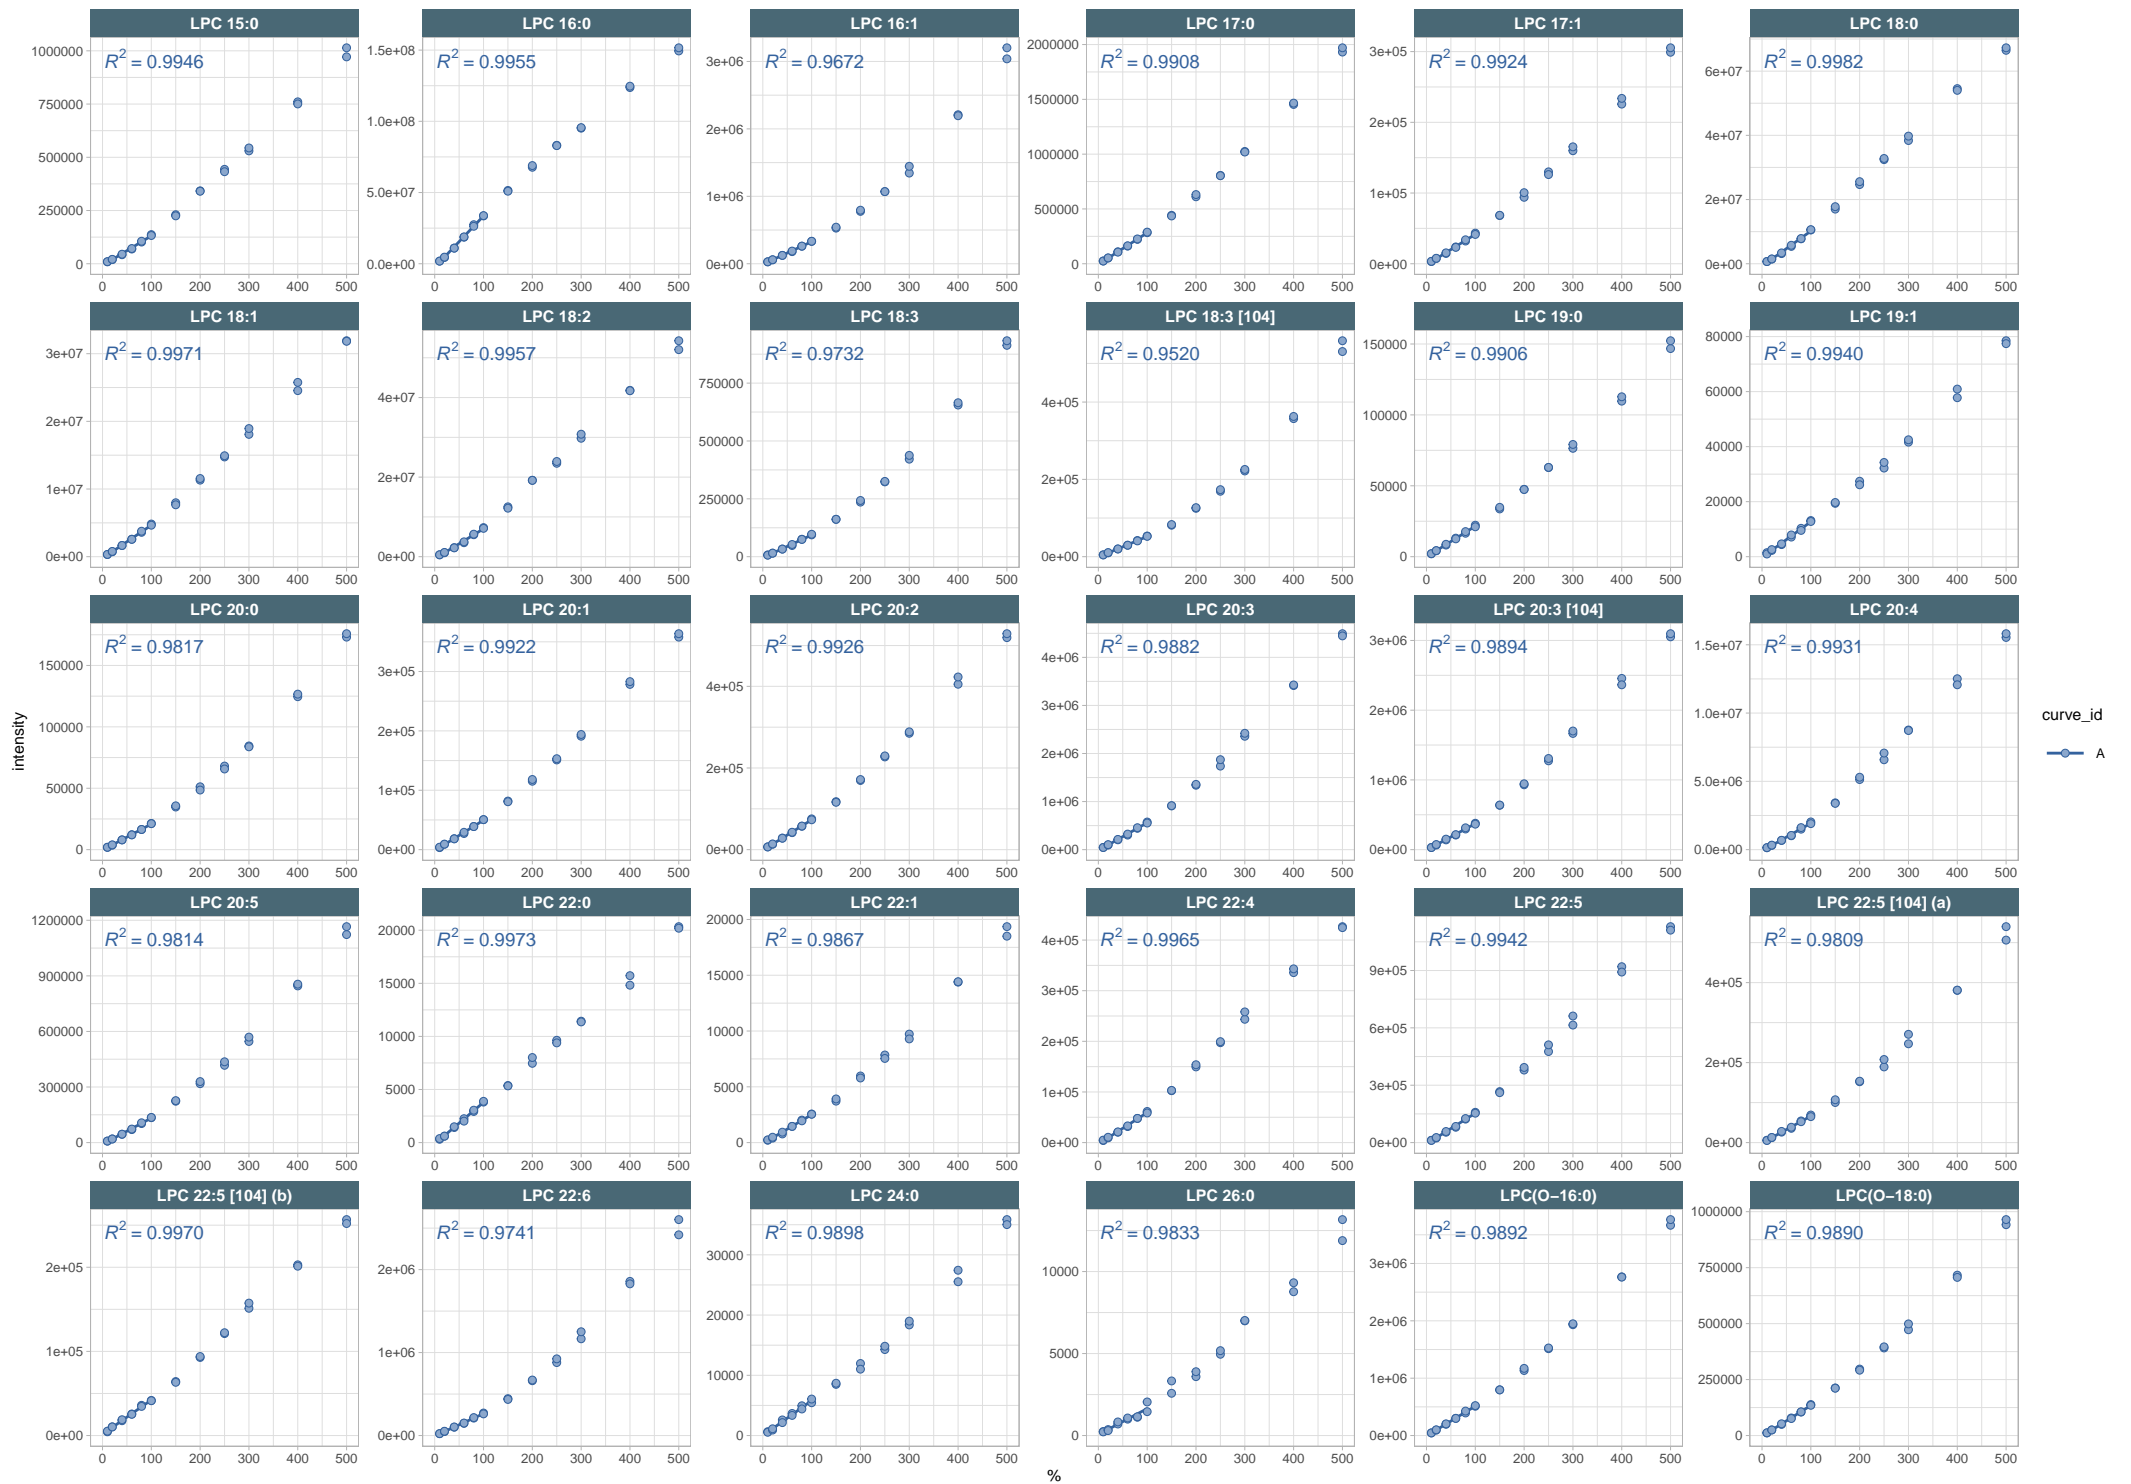 LPC 15:0
R² = 0.9946
1000000
750000
500000
250000
0
0 100 200 300 400 500
LPC 16:0
R² = 0.9955
1.5e+08
1.0e+08
5.0e+07
0.0e+00
0 100 200 300 400 500
LPC 16:1
R² = 0.9672
3e+06
2e+06
1e+06
0e+00
0 100 200 300 400 500
LPC 17:0
R² = 0.9908
2000000
1500000
1000000
500000
0
0 100 200 300 400 500
LPC 17:1
R² = 0.9924
3e+05
2e+05
1e+05
0e+00
0 100 200 300 400 500
LPC 18:0
R² = 0.9982
6e+07
4e+07
2e+07
0e+00
0 100 200 300 400 500
LPC 18:1
R² = 0.9971
3e+07
2e+07
1e+07
0e+00
0 100 200 300 400 500
LPC 18:2
R² = 0.9957
4e+07
2e+07
0e+00
0 100 200 300 400 500
LPC 18:3
R² = 0.9732
750000
500000
250000
0
0 100 200 300 400 500
LPC 18:3 [104]
R² = 0.9520
4e+05
2e+05
0e+00
0 100 200 300 400 500
LPC 19:0
R² = 0.9906
150000
100000
50000
0
0 100 200 300 400 500
LPC 19:1
R² = 0.9940
80000
60000
40000
20000
0
0 100 200 300 400 500
LPC 20:0
R² = 0.9817
150000
100000
50000
0
0 100 200 300 400 500
LPC 20:1
R² = 0.9922
3e+05
2e+05
1e+05
0e+00
0 100 200 300 400 500
LPC 20:2
R² = 0.9926
4e+05
2e+05
0e+00
0 100 200 300 400 500
LPC 20:3
R² = 0.9882
4e+06
3e+06
2e+06
1e+06
0e+00
0 100 200 300 400 500
LPC 20:3 [104]
R² = 0.9894
3e+06
2e+06
1e+06
0e+00
0 100 200 300 400 500
LPC 20:4
R² = 0.9931
1.5e+07
1.0e+07
5.0e+06
0.0e+00
0 100 200 300 400 500
LPC 20:5
R² = 0.9814
1200000
900000
600000
300000
0
0 100 200 300 400 500
LPC 22:0
R² = 0.9973
20000
15000
10000
5000
0
0 100 200 300 400 500
LPC 22:1
R² = 0.9867
20000
15000
10000
5000
0
0 100 200 300 400 500
LPC 22:4
R² = 0.9965
4e+05
3e+05
2e+05
1e+05
0e+00
0 100 200 300 400 500
LPC 22:5
R² = 0.9942
9e+05
6e+05
3e+05
0e+00
0 100 200 300 400 500
LPC 22:5 [104] (a)
R² = 0.9809
4e+05
2e+05
0e+00
0 100 200 300 400 500
LPC 22:5 [104] (b)
R² = 0.9970
2e+05
1e+05
0e+00
0 100 200 300 400 500
LPC 22:6
R² = 0.9741
2e+06
1e+06
0e+00
0 100 200 300 400 500
LPC 24:0
R² = 0.9898
30000
20000
10000
0
0 100 200 300 400 500
LPC 26:0
R² = 0.9833
10000
5000
0
0 100 200 300 400 500
LPC(O−16:0)
R² = 0.9892
3e+06
2e+06
1e+06
0e+00
0 100 200 300 400 500
LPC(O−18:0)
R² = 0.9890
1000000
750000
500000
250000
0
0 100 200 300 400 500
intensity
%
curve_id
A